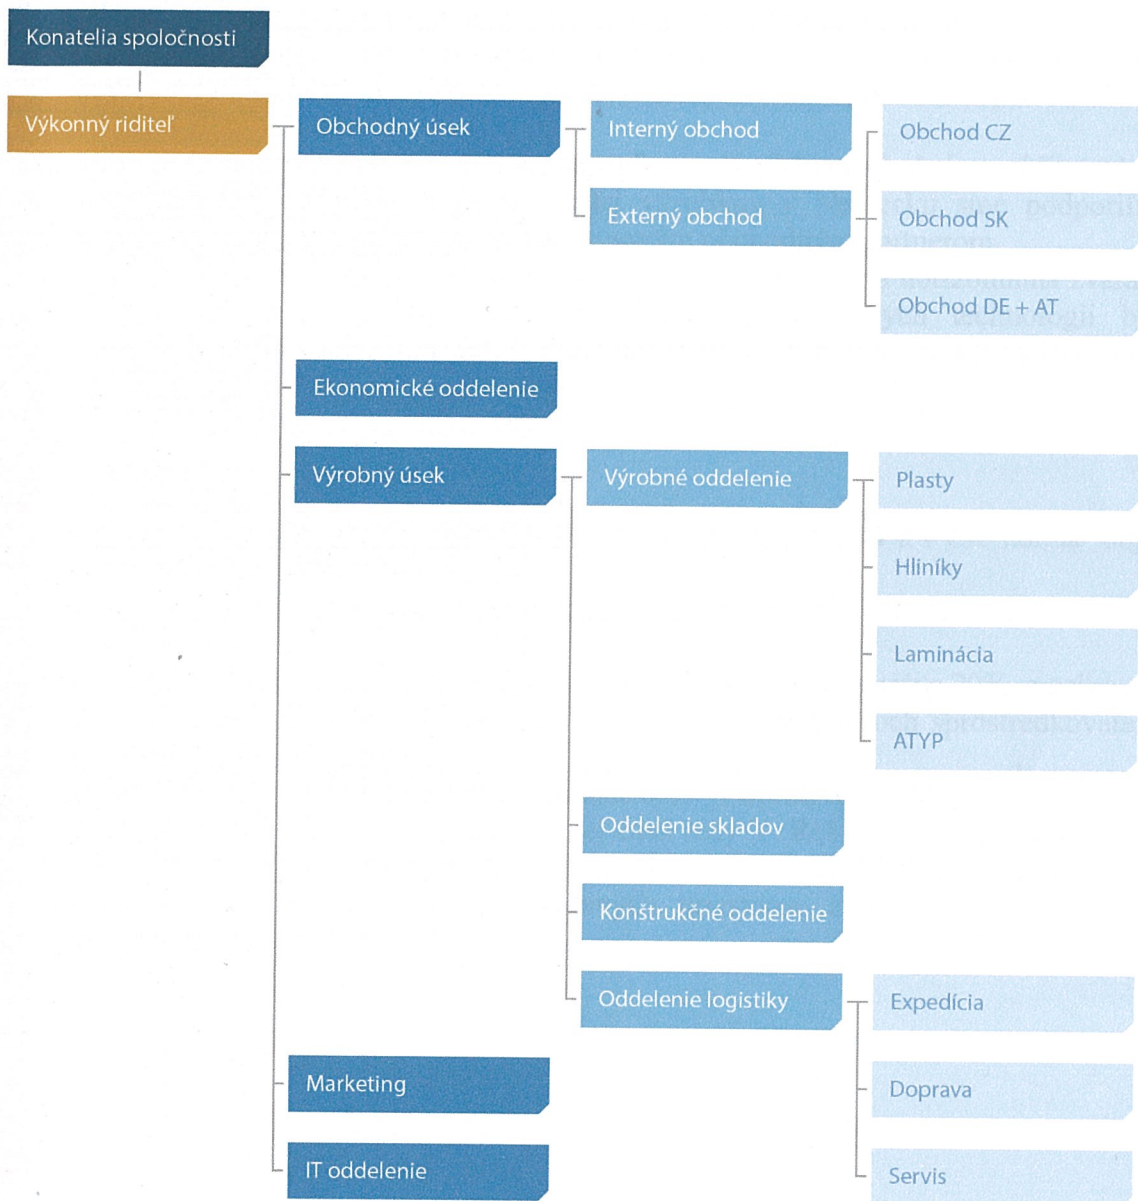 Konatelia spoločnosti
Výkonný riditeľ
Obchodný úsek
Interný obchod
Obchod CZ
Externý obchod
Obchod SK
Obchod DE + AT
Ekonomické oddelenie
Výrobný úsek
Výrobné oddelenie
Plasty
Hliníky
Laminácia
ATYP
Oddelenie skladov
Konštrukčné oddelenie
Oddelenie logistiky
Expedícia
Marketing
Doprava
IT oddelenie
Servis